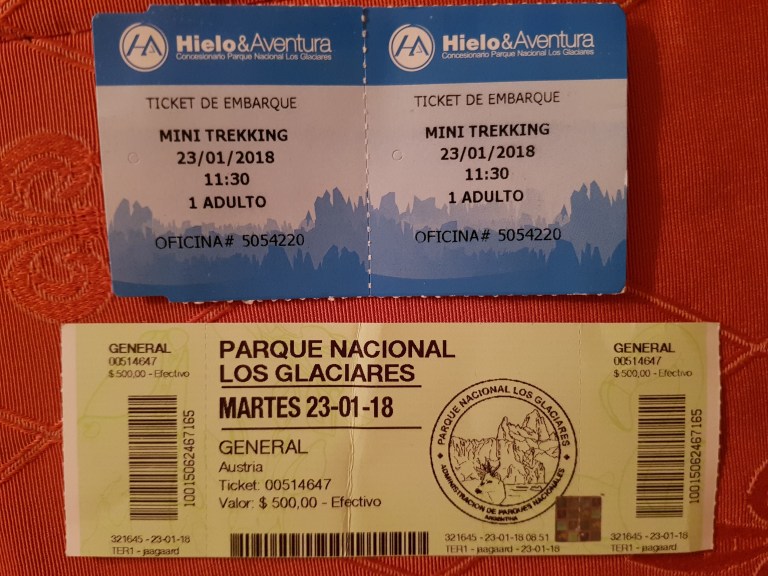 HA Hielo&Aventura
Concesionario Parque Nacional Los Glaciares
TICKET DE EMBARQUE
MINI TREKKING
23/01/2018
11:30
1 ADULTO
OFICINA# 5054220
HA Hielo&Aventura
Concesionario Parque Nacional Los Glaciares
TICKET DE EMBARQUE
MINI TREKKING
23/01/2018
11:30
1 ADULTO
OFICINA# 5054220
GENERAL
00514647
$ 500,00 - Efectivo
10015062467165
321645 - 23-01-18
TER1 - jaagaard
PARQUE NACIONAL
LOS GLACIARES
MARTES 23-01-18
GENERAL
Austria
Ticket: 00514647
Valor: $ 500,00 - Efectivo
PARQUE NACIONAL LOS GLACIARES
ADMINISTRACION DE PARQUES NACIONALES
ARGENTINA
321645 - 23-01-18 08:51
TER1 - jaagaard - 23-01-18
GENERAL
00514647
$ 500,00 - Efectivo
10015062467165
321645 - 23-01-18
TER1 - jaagaard